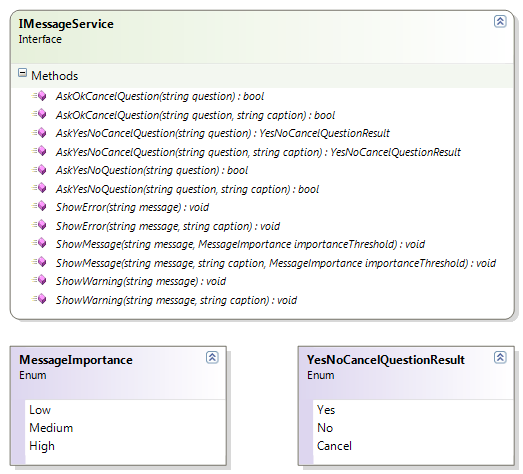 IMessageService
Interface
Methods
AskOkCancelQuestion(string question) : bool
AskOkCancelQuestion(string question, string caption) : bool
AskYesNoCancelQuestion(string question) : YesNoCancelQuestionResult
AskYesNoCancelQuestion(string question, string caption) : YesNoCancelQuestionResult
AskYesNoQuestion(string question) : bool
AskYesNoQuestion(string question, string caption) : bool
ShowError(string message) : void
ShowError(string message, string caption) : void
ShowMessage(string message, MessageImportance importanceThreshold) : void
ShowMessage(string message, string caption, MessageImportance importanceThreshold) : void
ShowWarning(string message) : void
ShowWarning(string message, string caption) : void
MessageImportance
Enum
Low
Medium
High
YesNoCancelQuestionResult
Enum
Yes
No
Cancel